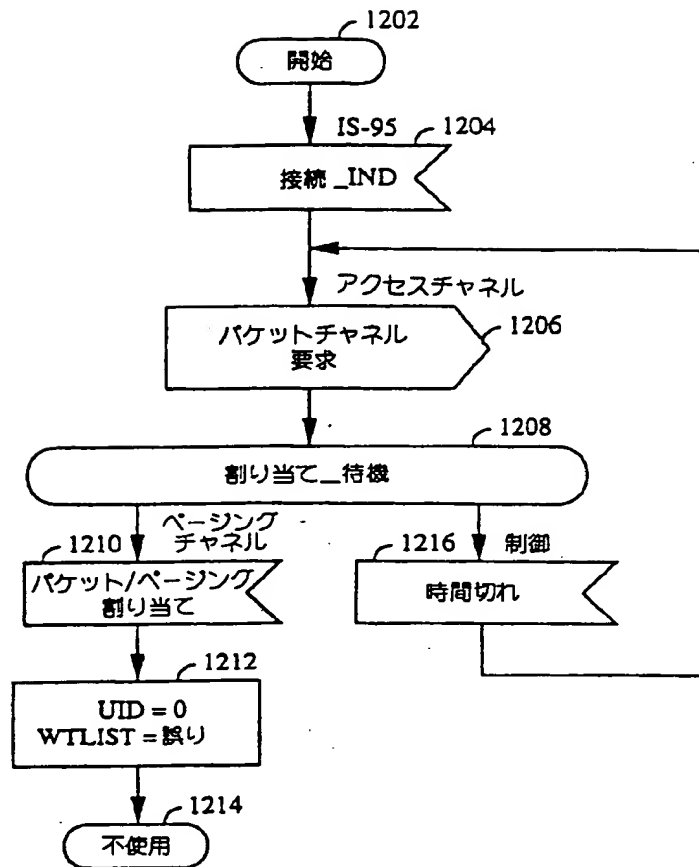 1202
開始
IS-95
1204
接続_IND
アクセスチャネル
パケットチャネル
要求
1206
1208
割り当て_待機
ページング
チャネル
1210
パケット/ページング
割り当て
1216
制御
時間切れ
1212
UID = 0
WTLIST = 誤り
1214
不使用